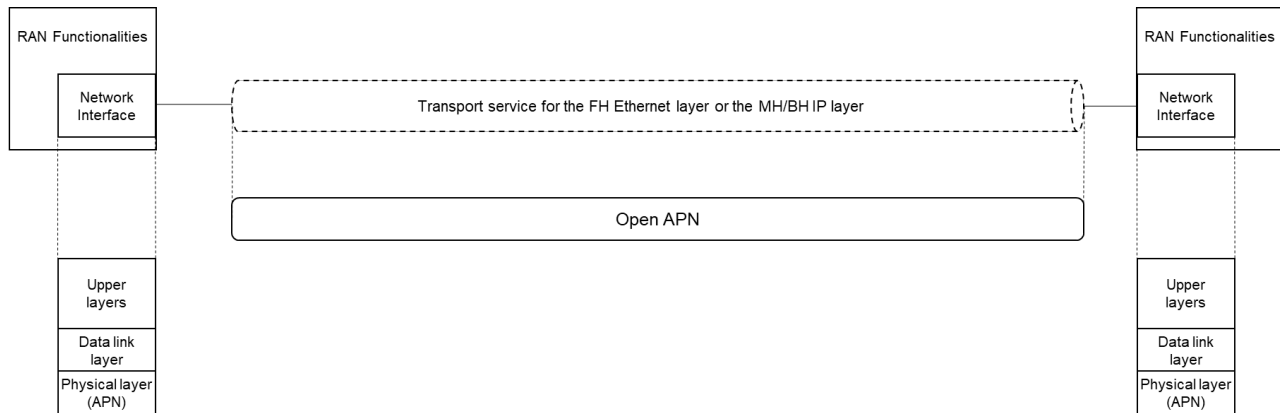 RAN Functionalities
RAN Functionalities
Network
Interface
Transport service for the FH Ethernet layer or the MH/BH IP layer
Network
Interface
Open APN
Upper
layers
Upper
layers
Data link
layer
Data link
layer
Physical layer
(APN)
Physical layer
(APN)